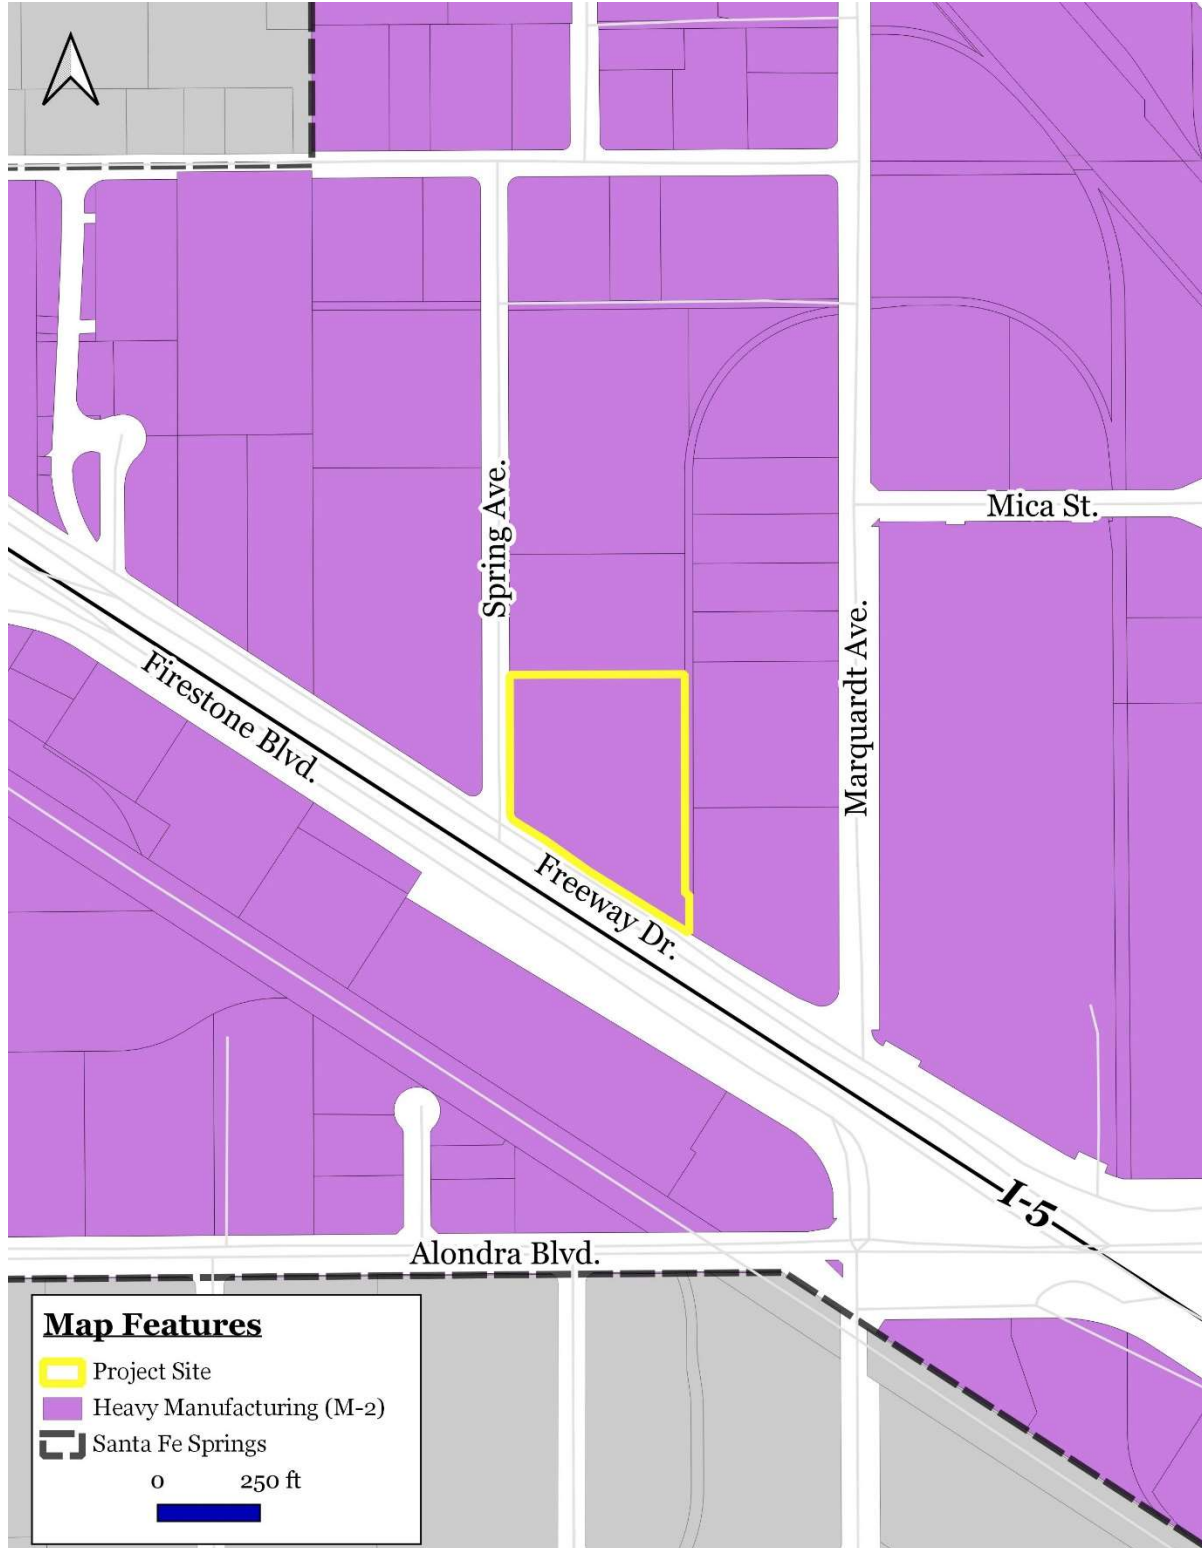 Mica St.
Spring Ave.
Marquardt Ave.
Firestone Blvd.
Freeway Dr.
I-5
Alondra Blvd.
Map Features
Project Site
Heavy Manufacturing (M-2)
Santa Fe Springs
0 250 ft